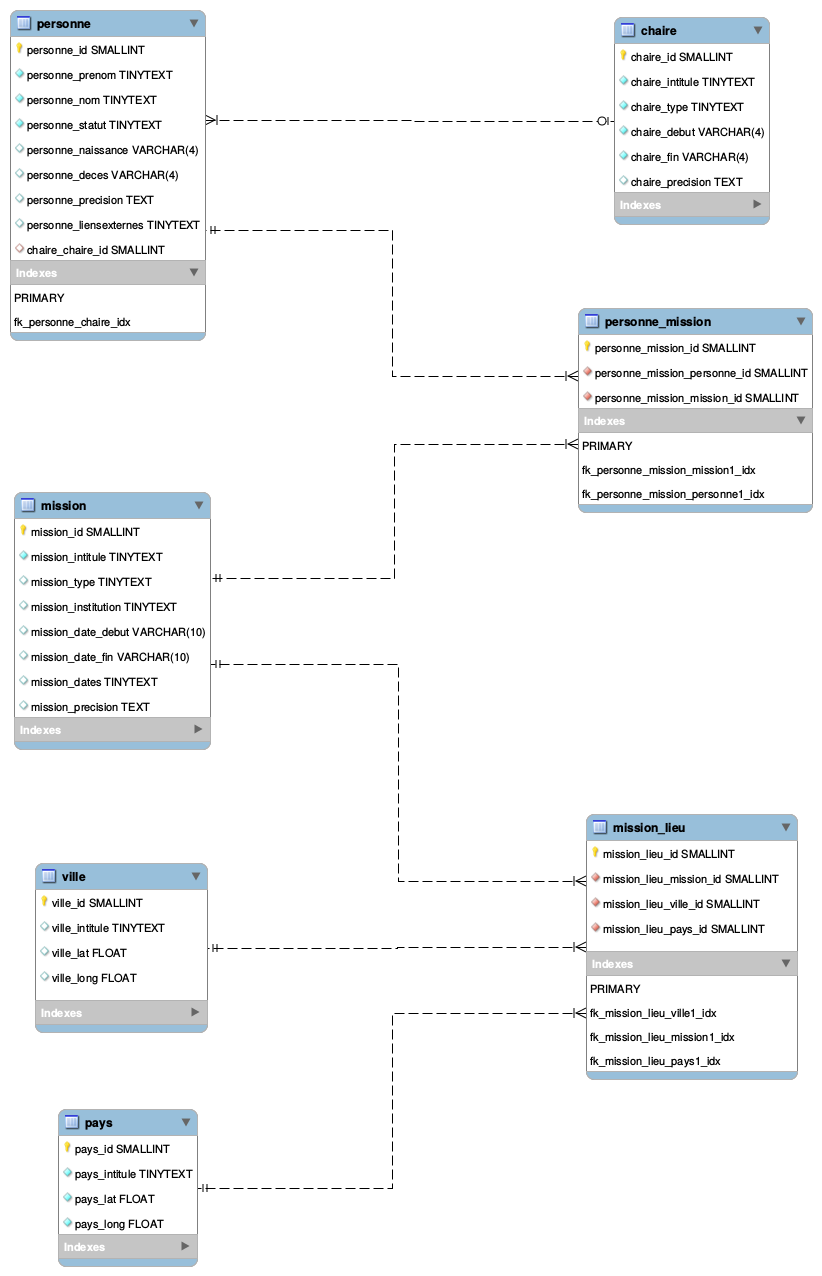 personne
personne_id SMALLINT
personne_prenom TINYTEXT
personne_nom TINYTEXT
personne_statut TINYTEXT
personne_naissance VARCHAR(4)
personne_deces VARCHAR(4)
personne_precision TEXT
personne_liensexternes TINYTEXT
chaire_chaire_id SMALLINT
Indexes
PRIMARY
fk_personne_chaire_idx
chaire
chaire_id SMALLINT
chaire_intitule TINYTEXT
chaire_type TINYTEXT
chaire_debut VARCHAR(4)
chaire_fin VARCHAR(4)
chaire_precision TEXT
Indexes
personne_mission
personne_mission_id SMALLINT
personne_mission_personne_id SMALLINT
personne_mission_mission_id SMALLINT
Indexes
PRIMARY
fk_personne_mission_mission1_idx
fk_personne_mission_personne1_idx
mission
mission_id SMALLINT
mission_intitule TINYTEXT
mission_type TINYTEXT
mission_institution TINYTEXT
mission_date_debut VARCHAR(10)
mission_date_fin VARCHAR(10)
mission_dates TINYTEXT
mission_precision TEXT
Indexes
mission_lieu
mission_lieu_id SMALLINT
mission_lieu_mission_id SMALLINT
mission_lieu_ville_id SMALLINT
mission_lieu_pays_id SMALLINT
Indexes
PRIMARY
fk_mission_lieu_ville1_idx
fk_mission_lieu_mission1_idx
fk_mission_lieu_pays1_idx
ville
ville_id SMALLINT
ville_intitule TINYTEXT
ville_lat FLOAT
ville_long FLOAT
Indexes
pays
pays_id SMALLINT
pays_intitule TINYTEXT
pays_lat FLOAT
pays_long FLOAT
Indexes